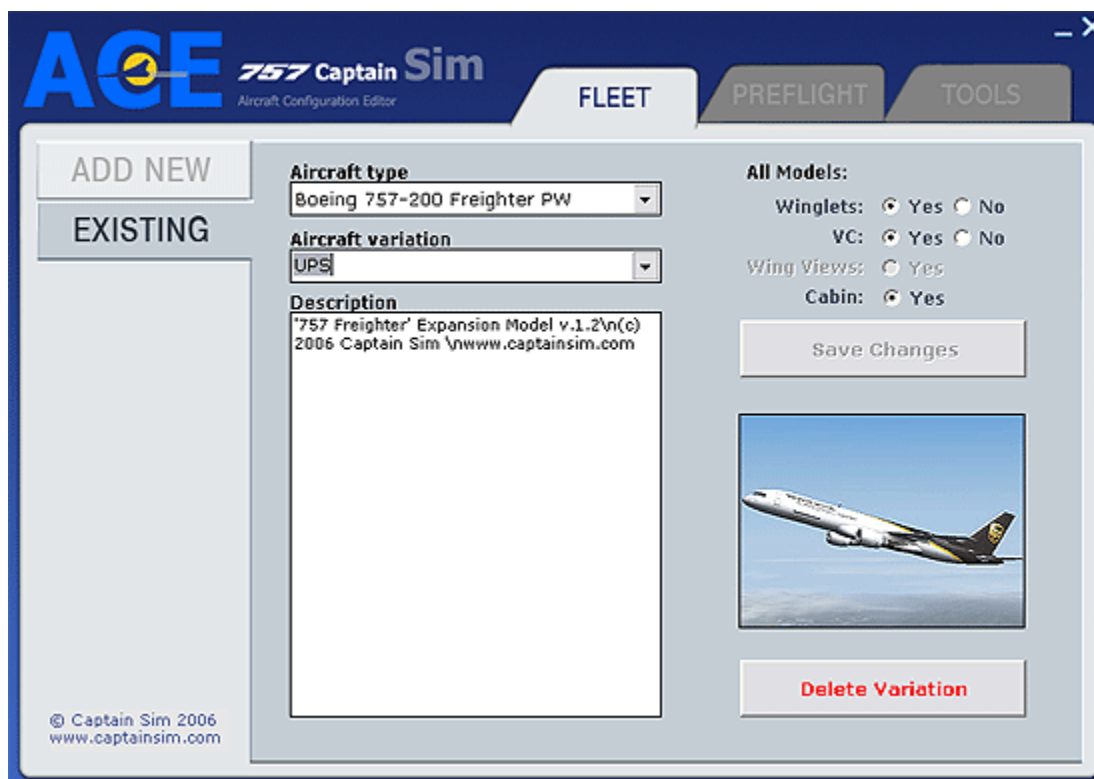 ACE 757 Captain Sim
Aircraft Configuration Editor
FLEET
PREFLIGHT
TOOLS
ADD NEW
EXISTING
Aircraft type
Boeing 757-200 Freighter PW
Aircraft variation
UPS
Description
'757 Freighter' Expansion Model v.1.2\n(c)
2006 Captain Sim \nwww.captainsim.com
All Models:
Winglets: Yes No
VC: Yes No
Wing Views: Yes
Cabin: Yes
Save Changes
Delete Variation
© Captain Sim 2006
www.captainsim.com